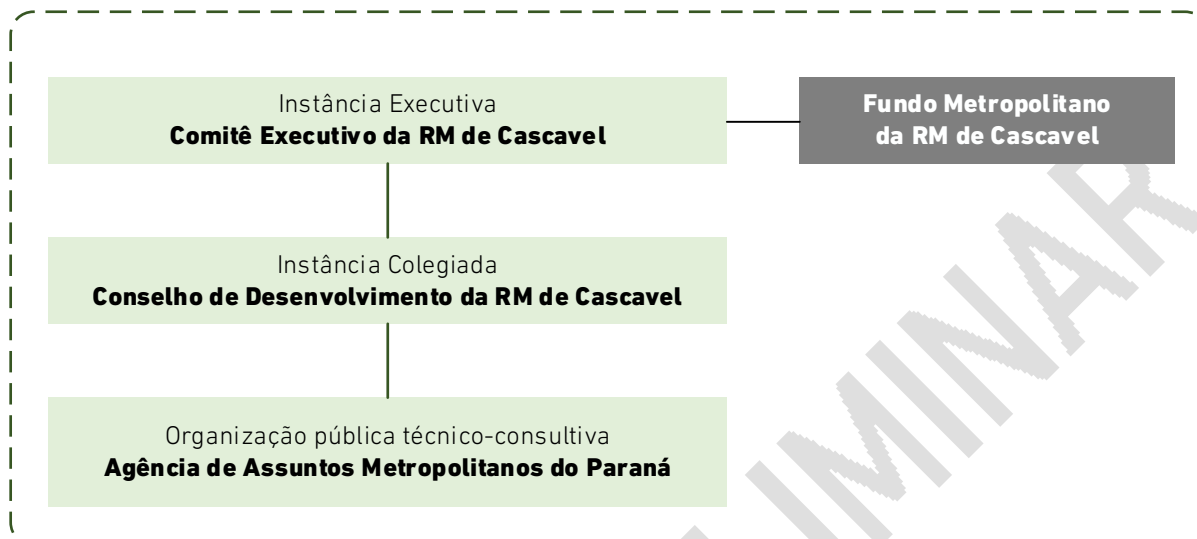 Instância Executiva
Comitê Executivo da RM de Cascavel
Fundo Metropolitano
da RM de Cascavel
Instância Colegiada
Conselho de Desenvolvimento da RM de Cascavel
Organização pública técnico-consultiva
Agência de Assuntos Metropolitanos do Paraná
LIMINAR